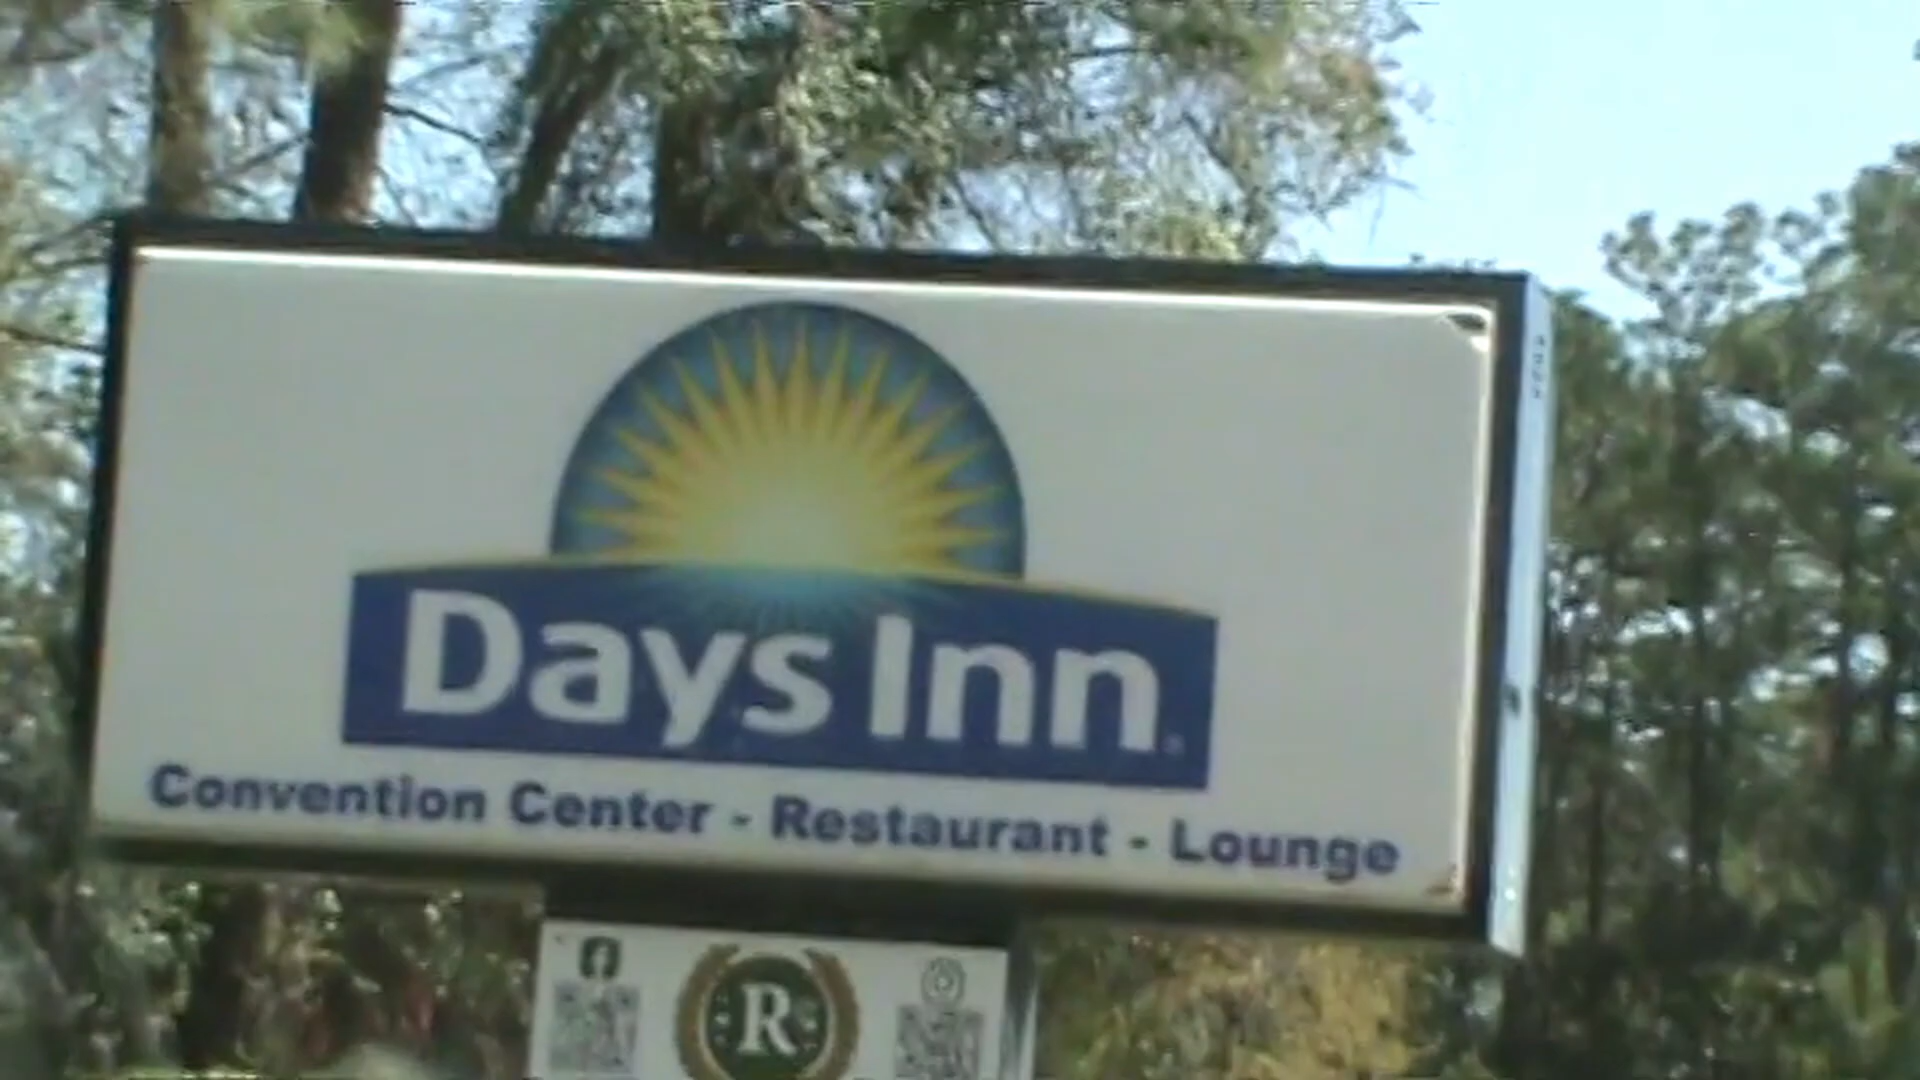 Days Inn
Convention Center - Restaurant - Lounge
R